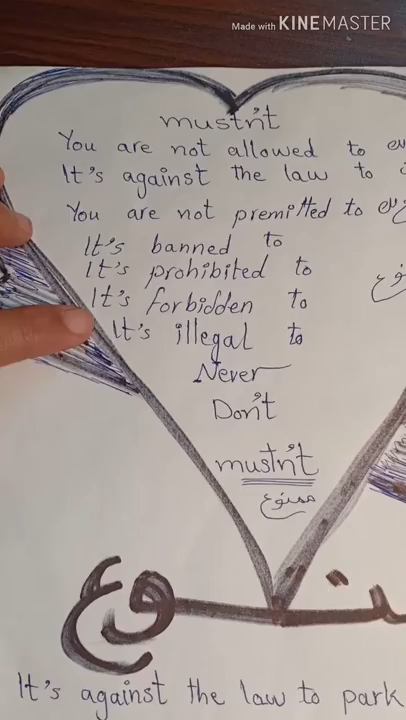 Made with KINEMASTER
mustn't
You are not allowed to
It's against the law to
You are not premitted to
It's banned to
It's prohibited to
It's forbidden to
It's illegal to
Never
Don't
mustn't
ممنوع
It's against the law to park